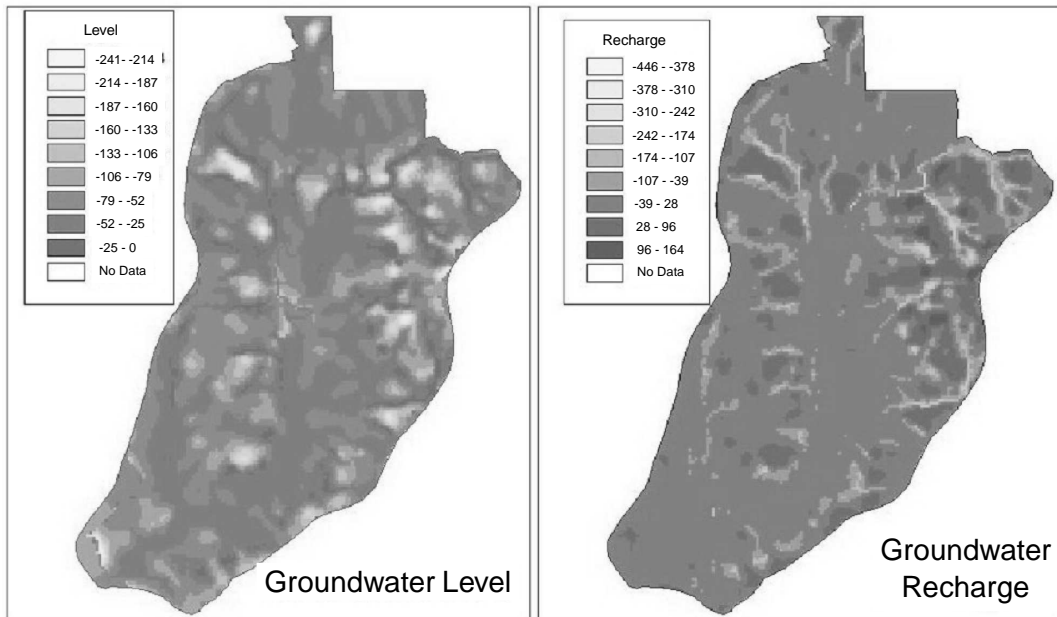 Level
-241- -214
-214 - -187
-187 - -160
-160 - -133
-133 - -106
-106 - -79
-79 - -52
-52 - -25
-25 - 0
No Data
Groundwater Level
Recharge
-446 - -378
-378 - -310
-310 - -242
-242 - -174
-174 - -107
-107 - -39
-39 - 28
28 - 96
96 - 164
No Data
Groundwater
Recharge